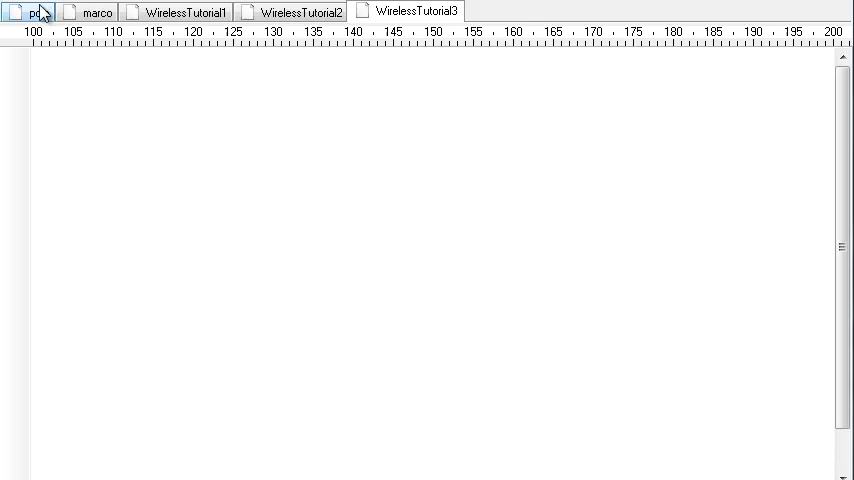 marco WirelessTutorial1 WirelessTutorial2 WirelessTutorial3
100 105 110 115 120 125 130 135 140 145 150 155 160 165 170 175 180 185 190 195 200